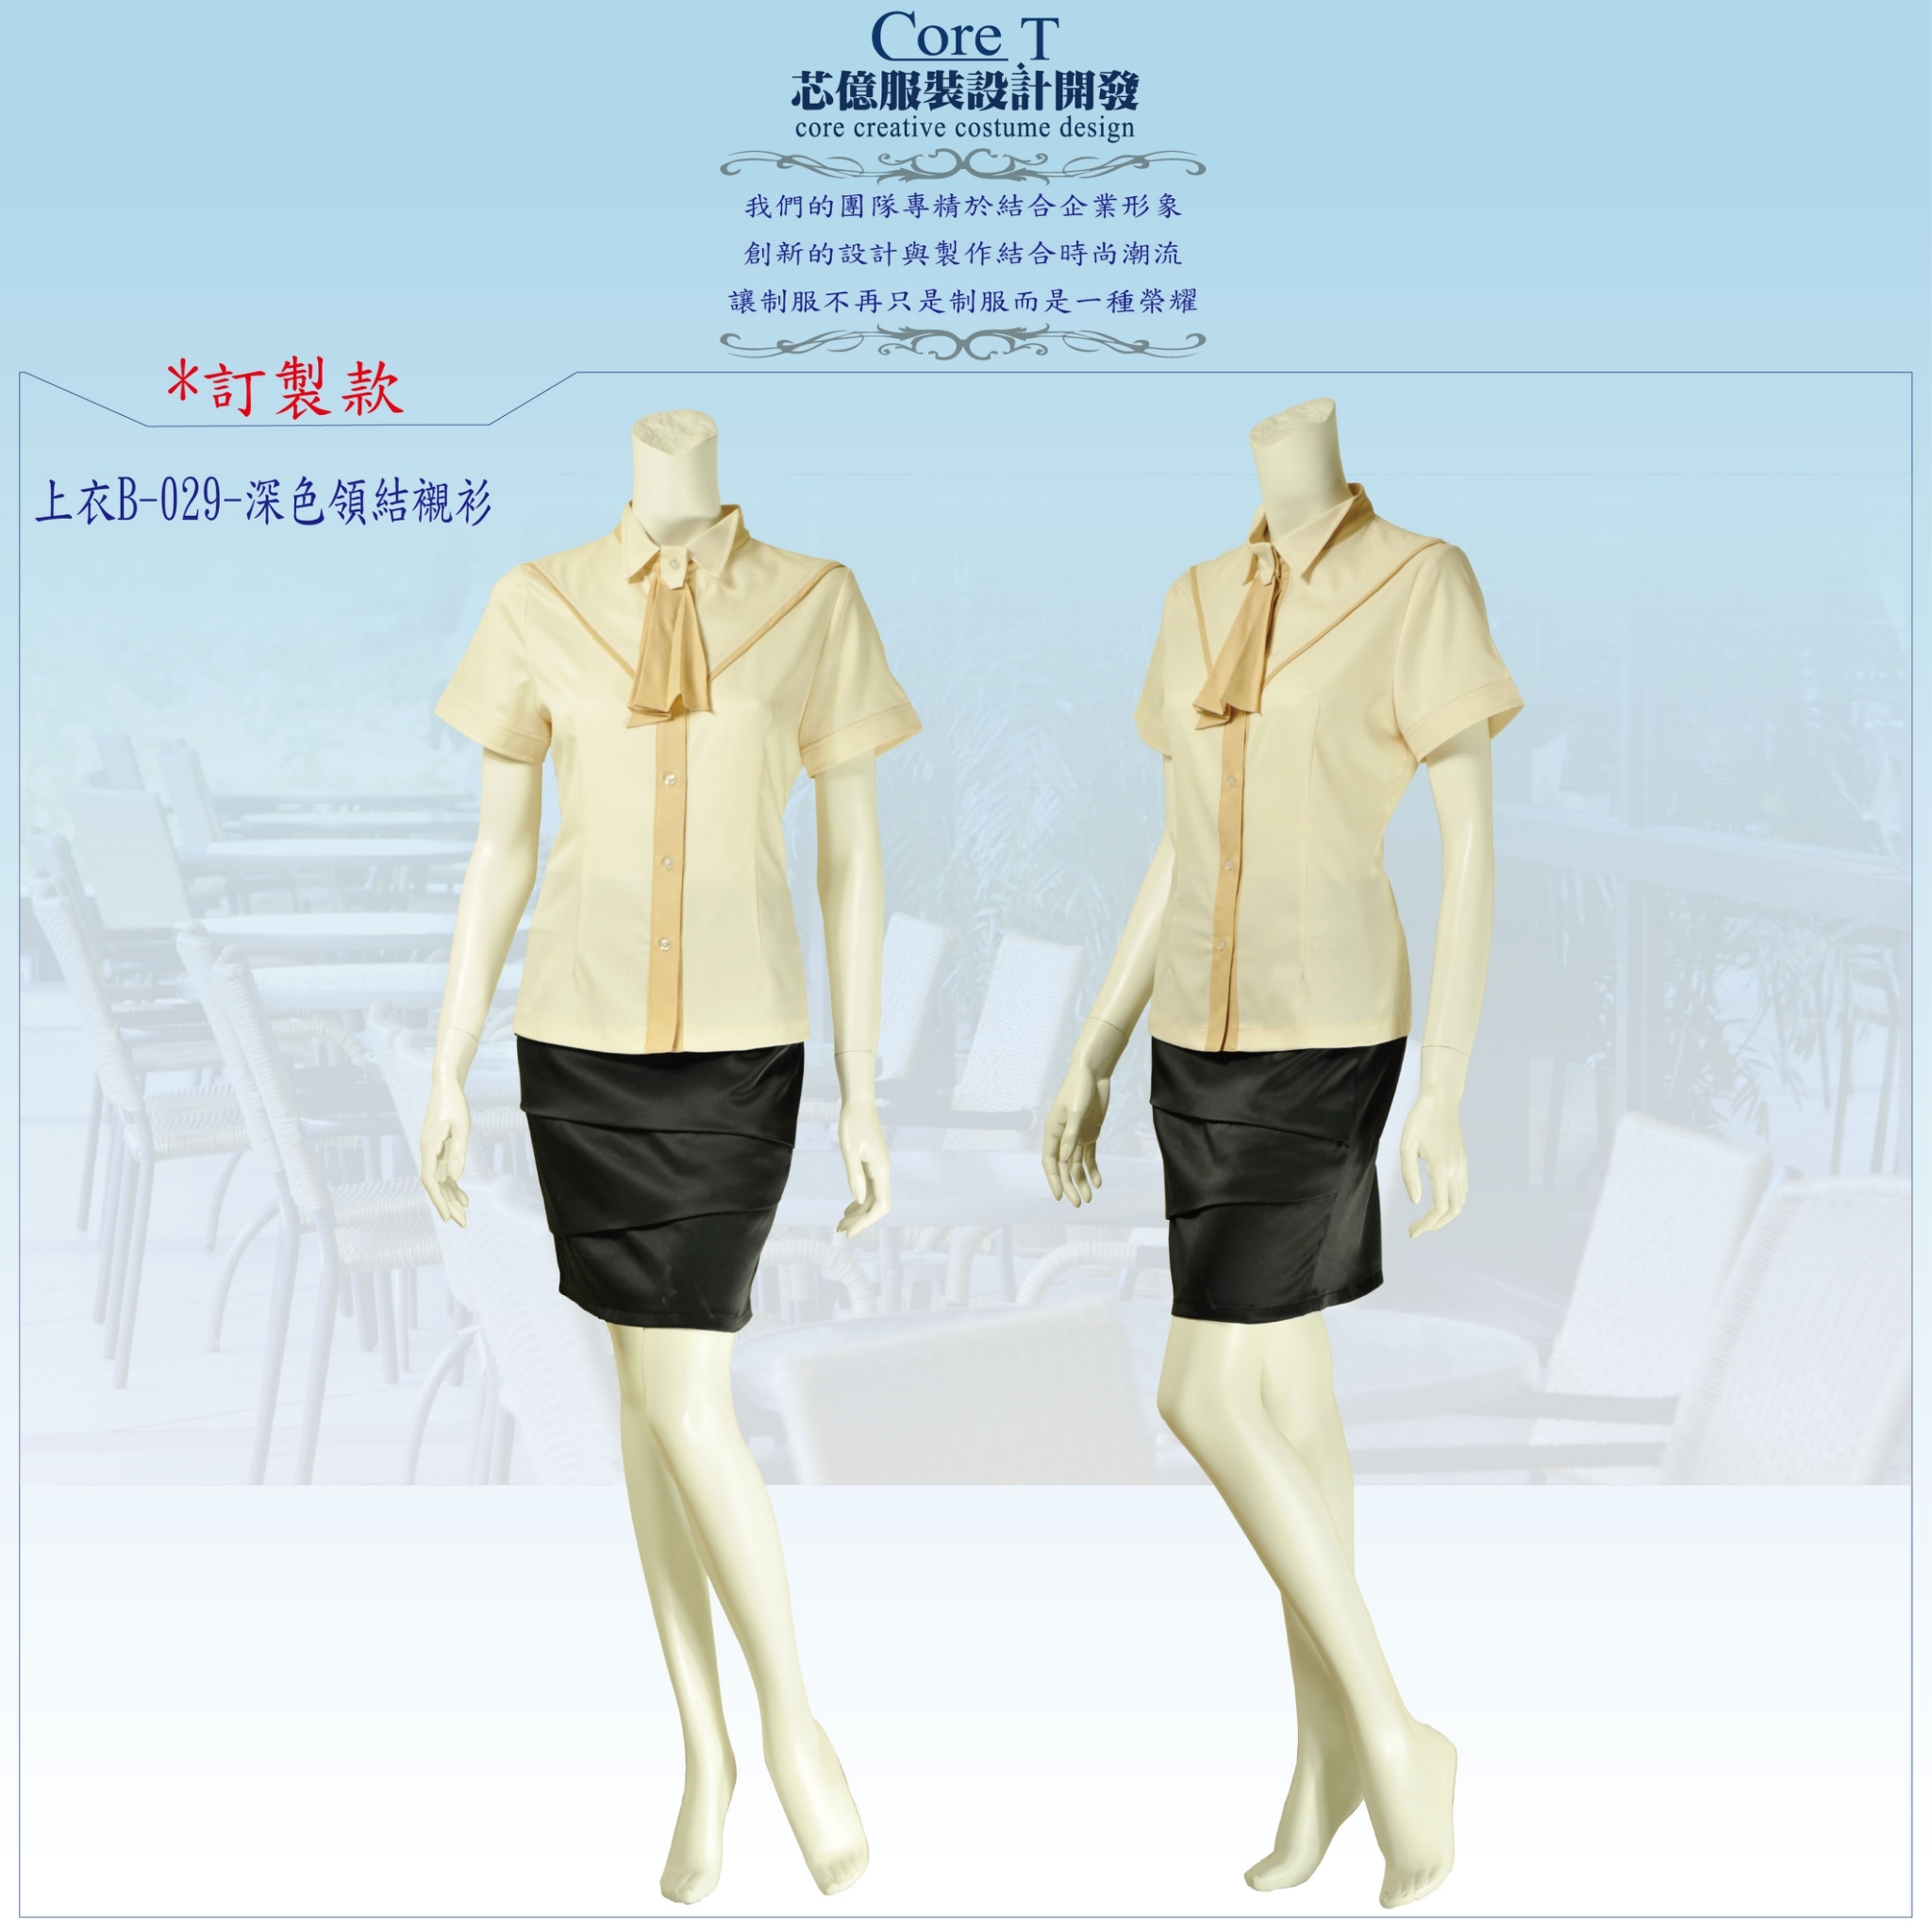 Core T
芯億服裝設計開發
core creative costume design
我們的團隊專精於結合企業形象
創新的設計與製作結合時尚潮流
讓制服不再只是制服而是一種榮耀
*訂製款
上衣B-029-深色領結襯衫